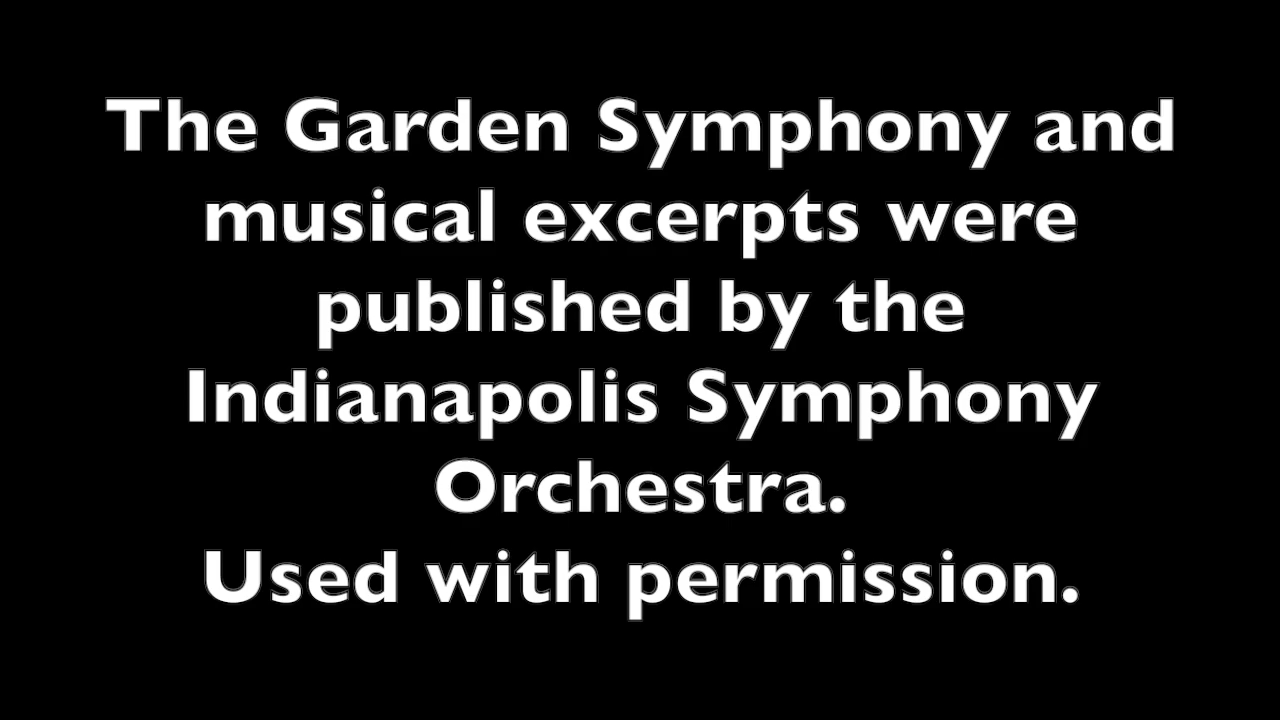 The Garden Symphony and
musical excerpts were
published by the
Indianapolis Symphony
Orchestra.
Used with permission.